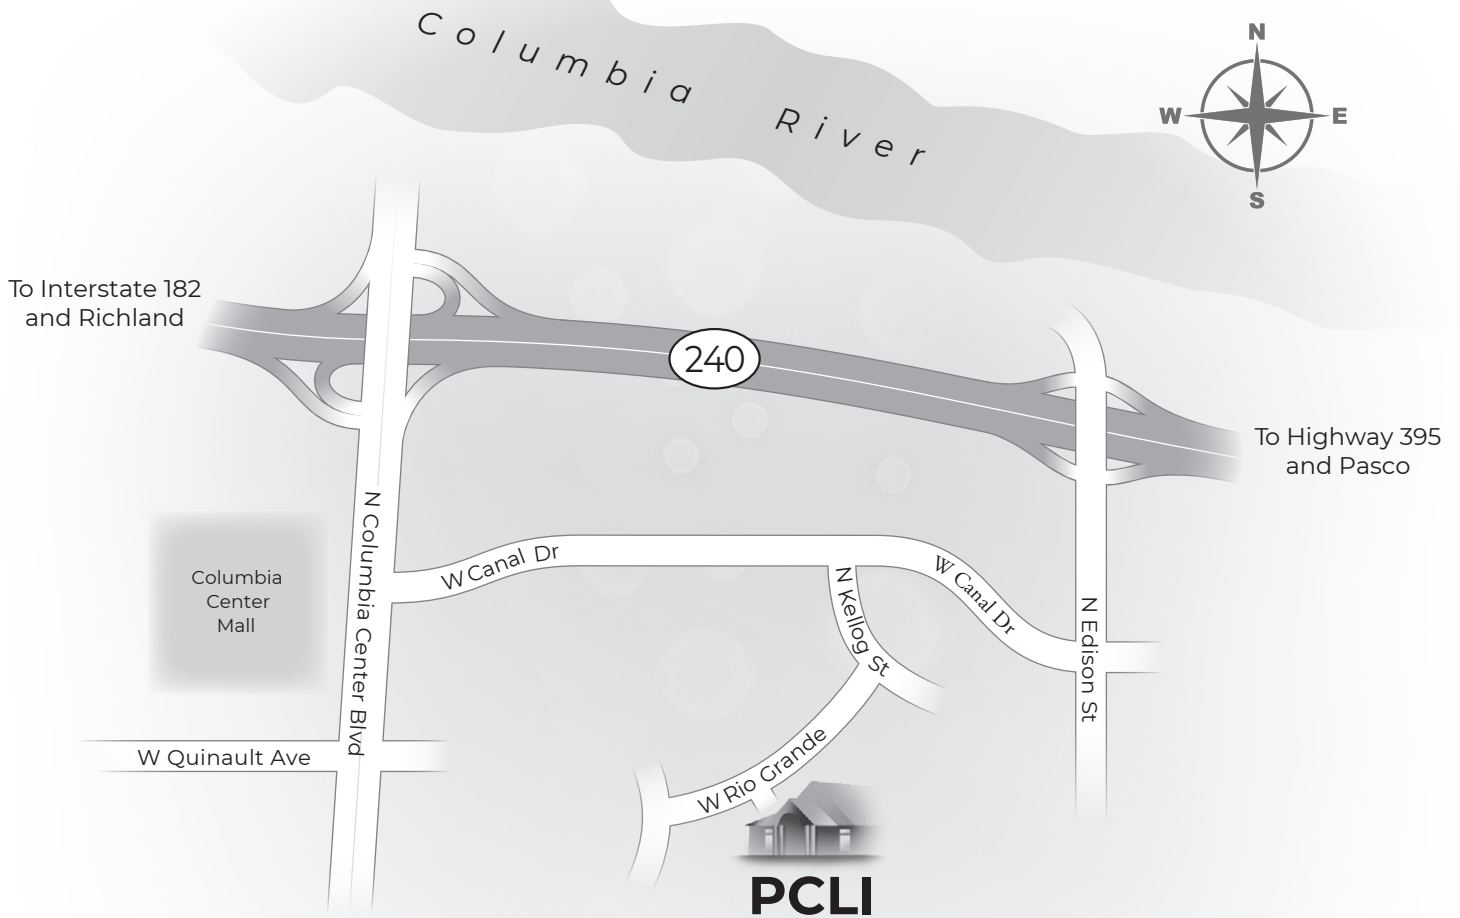 Columbia River
N
W
E
S
To Interstate 182
and Richland
240
To Highway 395
and Pasco
N Columbia Center Blvd
W Canal Dr
W Canal Dr
N Kellog St
N Edison St
Columbia
Center
Mall
W Quinault Ave
W Rio Grande
PCLI